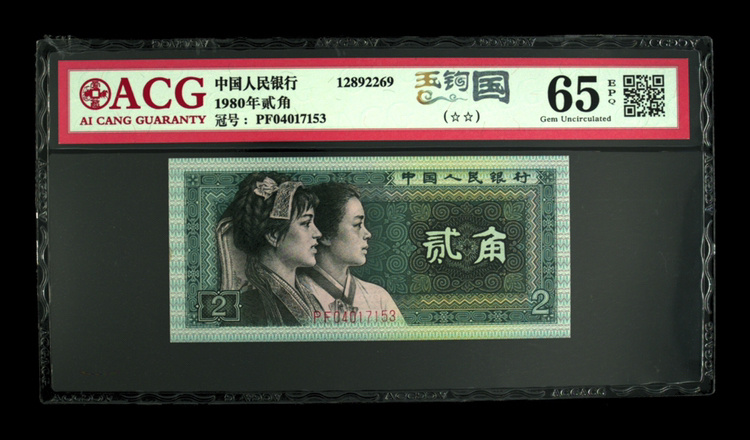 ACG
AI CANG GUARANTY
中国人民银行
1980年贰角
冠号：PF04017153
12892269
玉钩国
(☆☆)
65
EPQ
Gem Uncirculated
中国人民银行
贰角
2
2
PF04017153